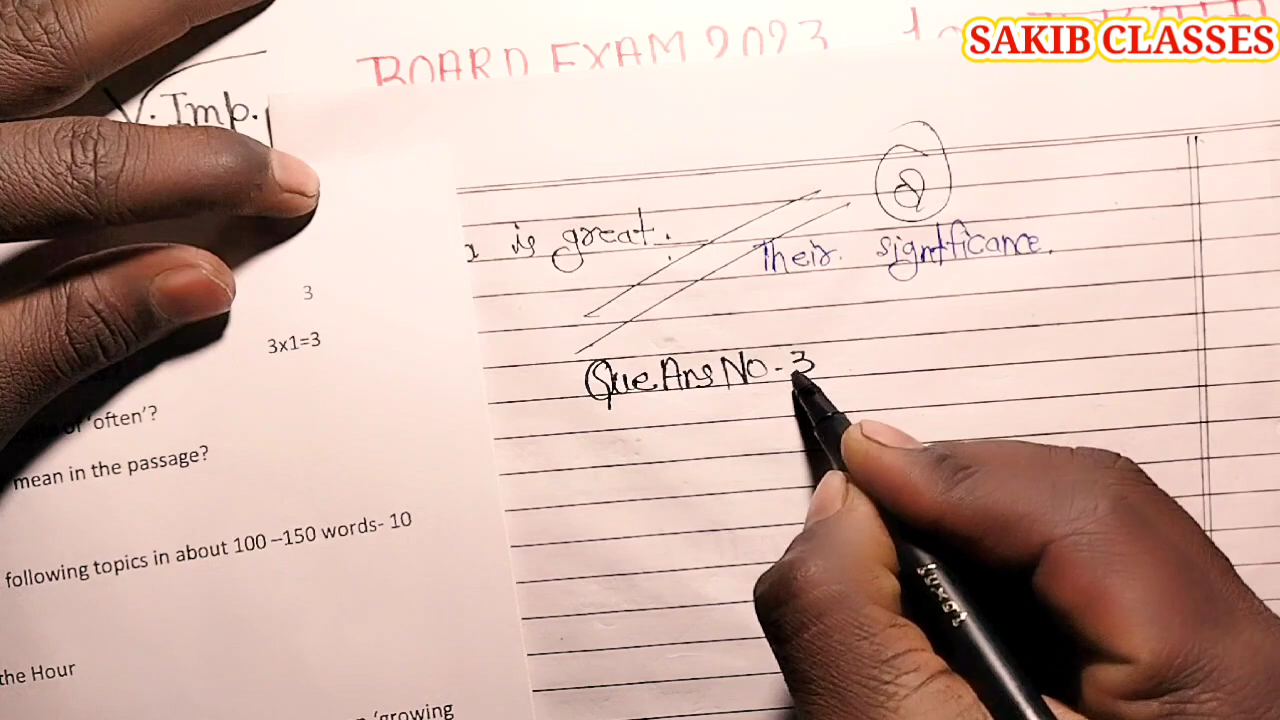 SAKIB CLASSES
BOARD EXAM 2023
V. Imp.
is great.
Their significance.
3
3x1=3
Que Ans No - 3
'often'?
mean in the passage?
following topics in about 100 –150 words- 10
the Hour
'growing
luxor